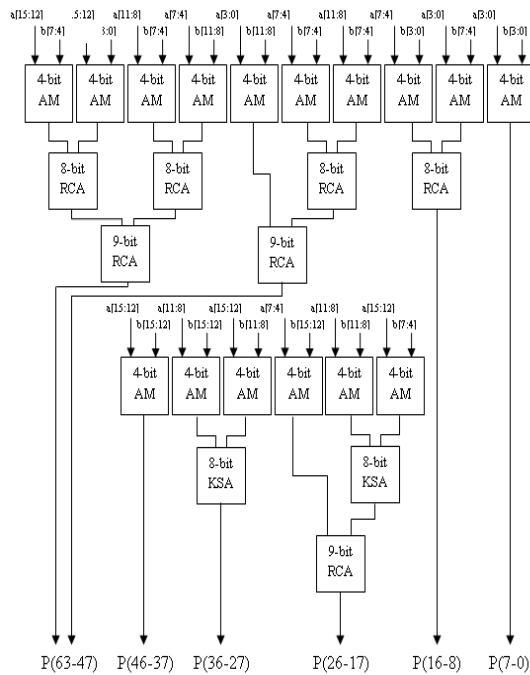 a[15:12] .5:12] a[11:8] a[7:4] a[3:0] a[7:4] a[7:4] a[3:0] a[3:0]
b[7:4] 3:0] b[7:4] b[11:8] b[11:8] b[7:4] b[7:4] b[3:0] b[7:4] b[3:0]
4-bit 4-bit 4-bit 4-bit 4-bit 4-bit 4-bit 4-bit 4-bit 4-bit
AM AM AM AM AM AM AM AM AM AM
8-bit 8-bit 8-bit 8-bit
RCA RCA RCA RCA
9-bit 9-bit
RCA RCA
a[15:12] a[11:8] a[15:12] a[7:4] a[11:8] a[15:12]
b[15:12] b[15:12] b[11:8] b[15:12] b[11:8] b[7:4]
4-bit 4-bit 4-bit 4-bit 4-bit 4-bit
AM AM AM AM AM AM
8-bit 8-bit
KSA KSA
9-bit
RCA
P(63-47) P(46-37) P(36-27) P(26-17) P(16-8) P(7-0)